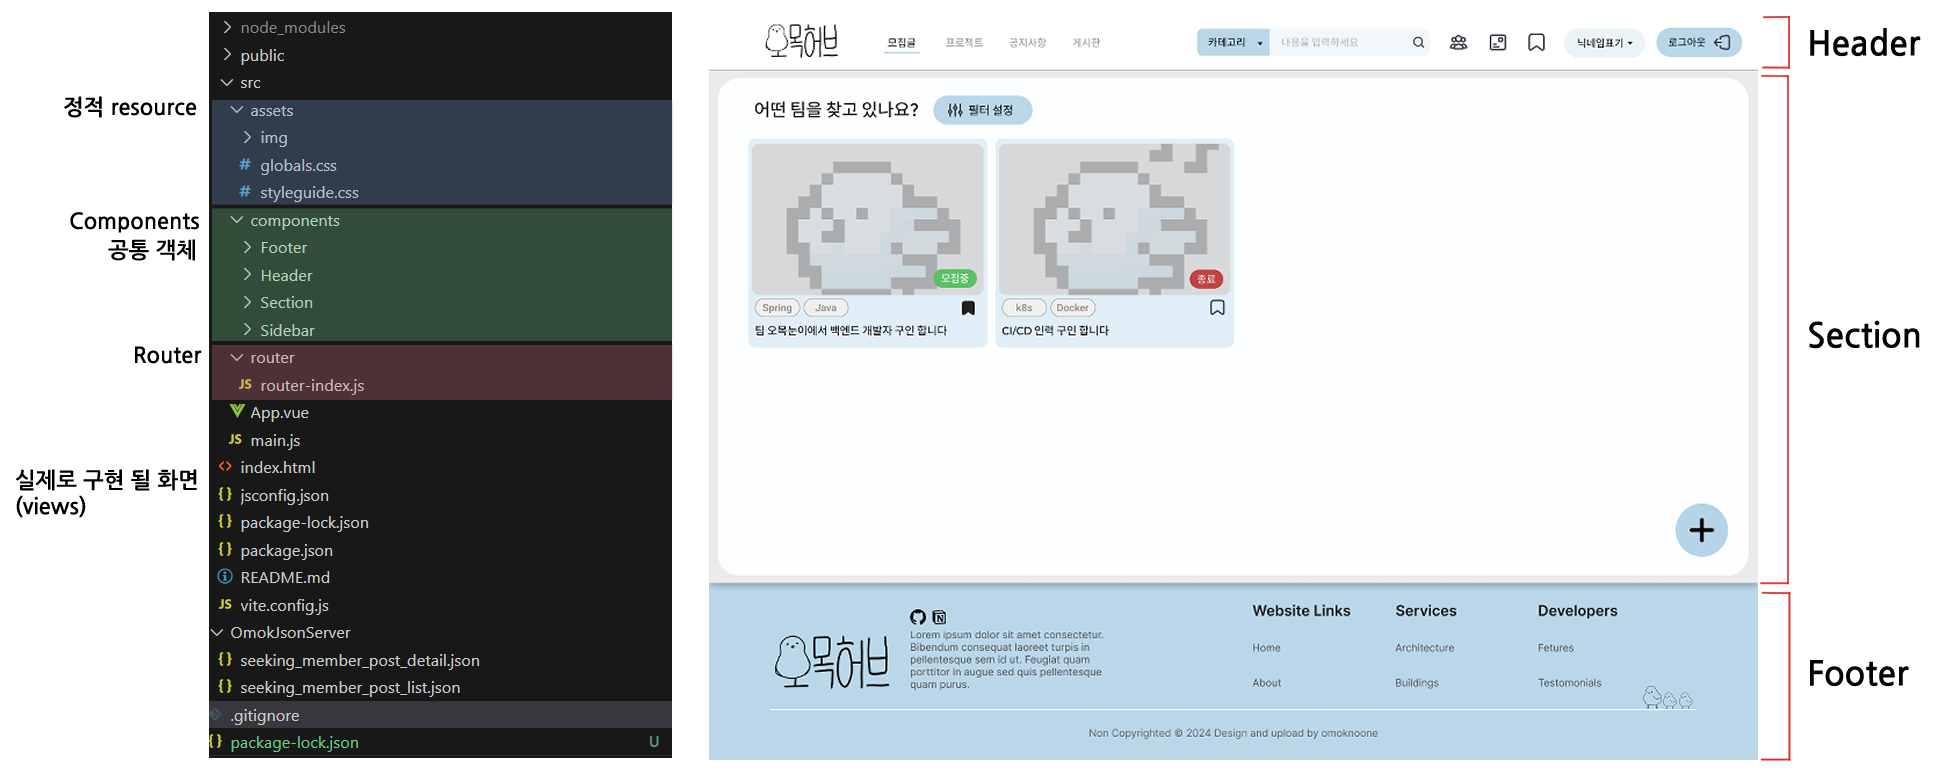 정적 resource
Components
공통 객체
Router
실제로 구현 될 화면
(views)
node_modules
public
src
assets
img
# globals.css
# styleguide.css
components
Footer
Header
Section
Sidebar
router
JS router-index.js
App.vue
JS main.js
<> index.html
{} jsconfig.json
{} package-lock.json
{} package.json
README.md
JS vite.config.js
OmokJsonServer
{} seeking_member_post_detail.json
{} seeking_member_post_list.json
.gitignore
{} package-lock.json U
오목허브 모집글 프로젝트 공지사항 게시판 카테고리 내용을 입력하세요 닉네임표기 로그아웃
어떤 팀을 찾고 있나요? 필터 설정
모집중
Spring Java
팀 오목눈이에서 백엔드 개발자 구인 합니다
종료
k8s Docker
CI/CD 인력 구인 합니다
+
오목허브
Lorem ipsum dolor sit amet consectetur.
Bibendum consequat laoreet turpis in
pellentesque sem id ut. Feugiat quam
porttitor in augue sed quis pellentesque
quam purus.
Website Links Services Developers
Home Architecture Fetures
About Buildings Testomonials
Non Copyrighted © 2024 Design and upload by omoknoone
Header
Section
Footer